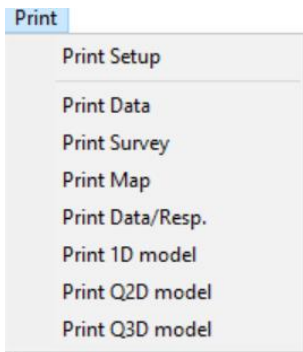 Print
Print Setup
Print Data
Print Survey
Print Map
Print Data/Resp.
Print 1D model
Print Q2D model
Print Q3D model